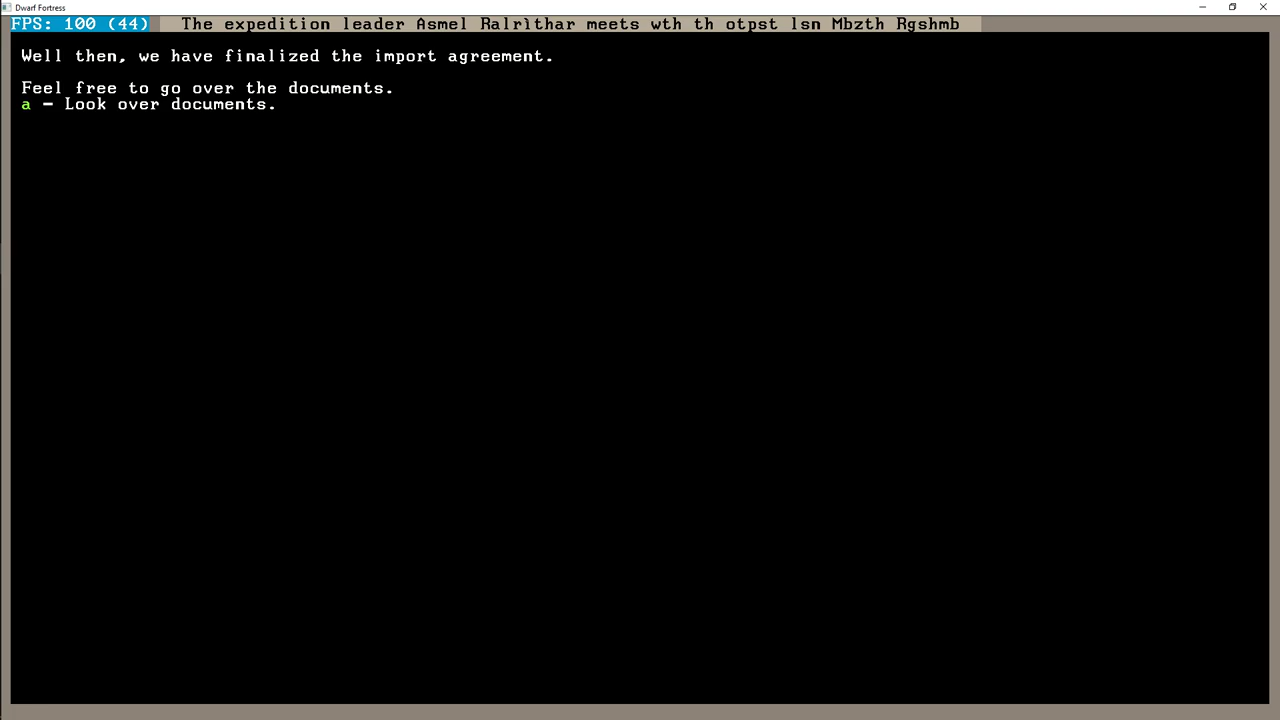 Dwarf Fortress
FPS: 100 (44) The expedition leader Asmel Ralrìthar meets wth th otpst lsn Mbzth Rgshmb
Well then, we have finalized the import agreement.
Feel free to go over the documents.
a - Look over documents.